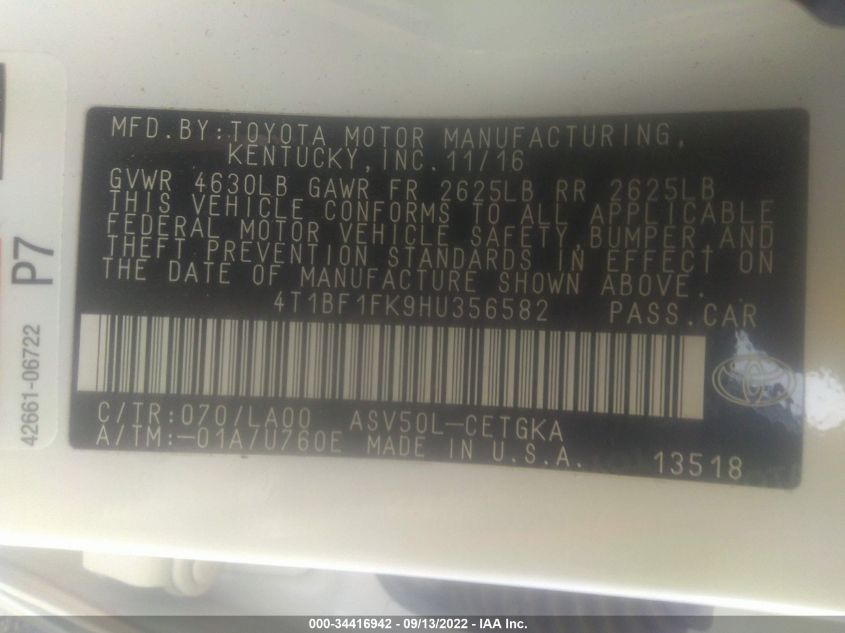 MFD.BY:TOYOTA MOTOR MANUFACTURING,
KENTUCKY,INC.11/16
GVWR 4630LB GAWR FR 2625LB RR 2625LB
THIS VEHICLE CONFORMS TO ALL APPLICABLE
FEDERAL MOTOR VEHICLE SAFETY,BUMPER,AND
THEFT PREVENTION STANDARDS IN EFFECT ON
THE DATE OF MANUFACTURE SHOWN ABOVE.
4T1BF1FK9HU356582 PASS.CAR
C/TR:070/LA00 ASV50L-CETGKA
A/TM:-01A/U760E MADE IN U.S.A.
13518
P7
42661-06722
000-34416942 - 09/13/2022 - IAA Inc.